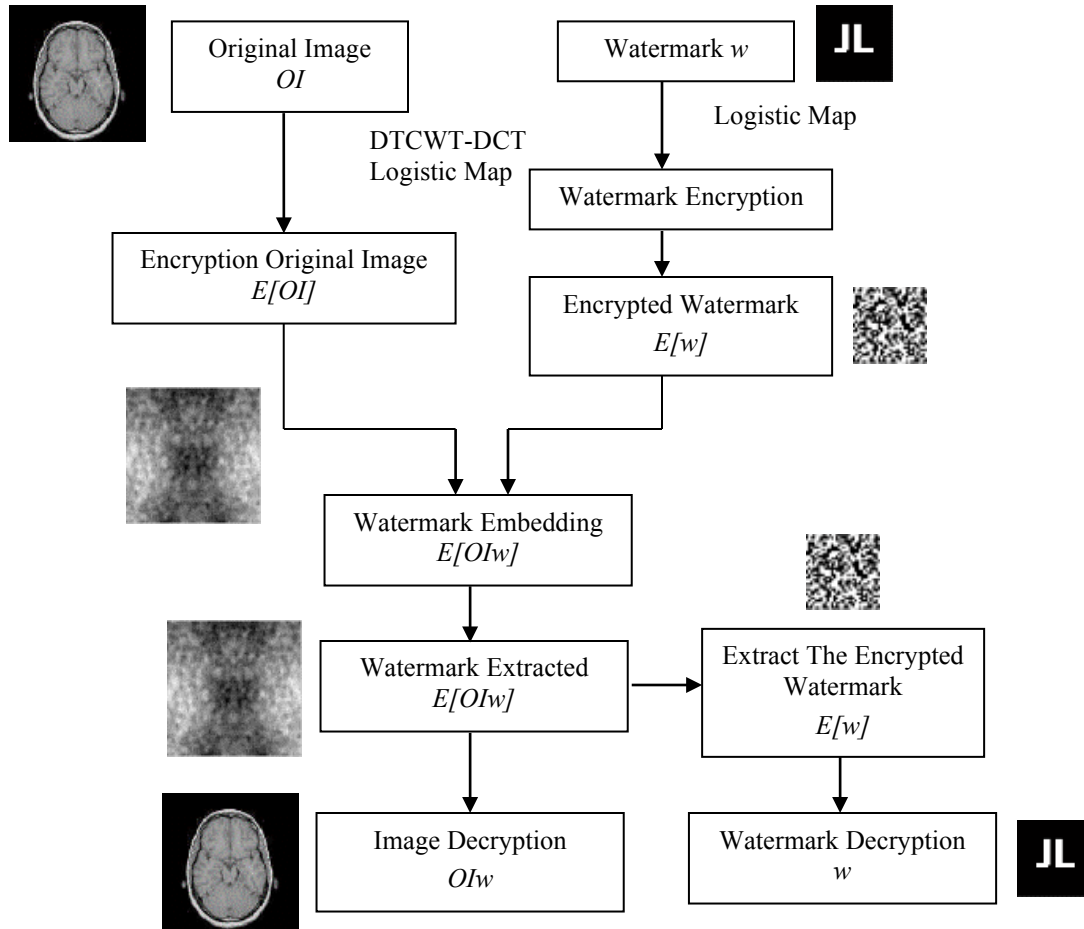 Original Image
OI
Watermark w
JL
Logistic Map
DTCWT-DCT
Logistic Map
Watermark Encryption
Encryption Original Image
E[OI]
Encrypted Watermark
E[w]
Watermark Embedding
E[OIw]
Watermark Extracted
E[OIw]
Extract The Encrypted
Watermark
E[w]
Image Decryption
OIw
Watermark Decryption
w
JL